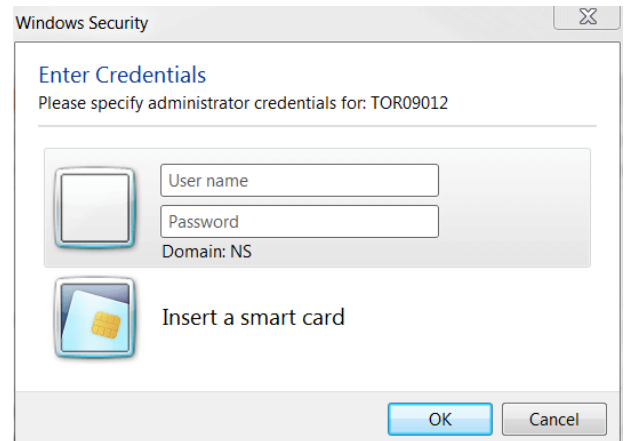 Windows Security
Enter Credentials
Please specify administrator credentials for: TOR09012
User name
Password
Domain: NS
Insert a smart card
OK
Cancel